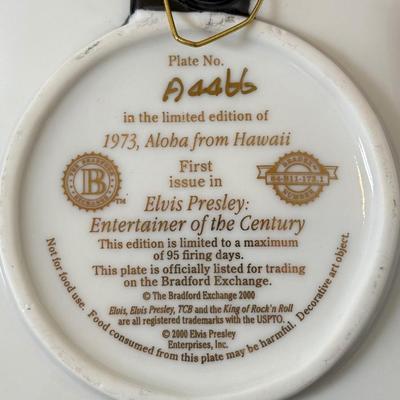 Plate No.
A4466
in the limited edition of
1973, Aloha from Hawaii
First
issue in
Elvis Presley:
Entertainer of the Century
This edition is limited to a maximum
of 95 firing days.
This plate is officially listed for trading
on the Bradford Exchange.
© The Bradford Exchange 2000
Elvis, Elvis Presley, TCB and the King of Rock'n Roll
are all registered trademarks with the USPTO.
© 2000 Elvis Presley
Enterprises, Inc.
Not for food use. Food consumed from this plate may be harmful. Decorative art object.
B
TM
BRADEX
NUMBER